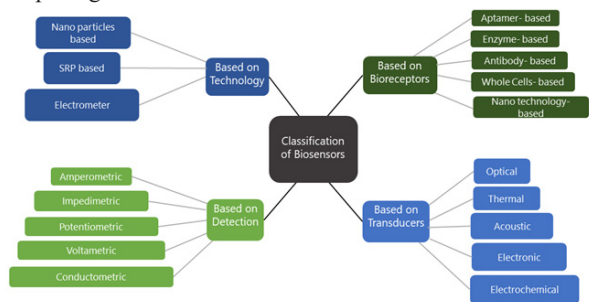 Nano particles
based
SRP based
Electrometer
Based on
Technology
Aptamer- based
Enzyme- based
Antibody- based
Whole Cells- based
Nano technology-
based
Based on
Bioreceptors
Classification
of Biosensors
Amperometric
Impedimetric
Potentiometric
Voltametric
Conductometric
Based on
Detection
Based on
Transducers
Optical
Thermal
Acoustic
Electronic
Electrochemical